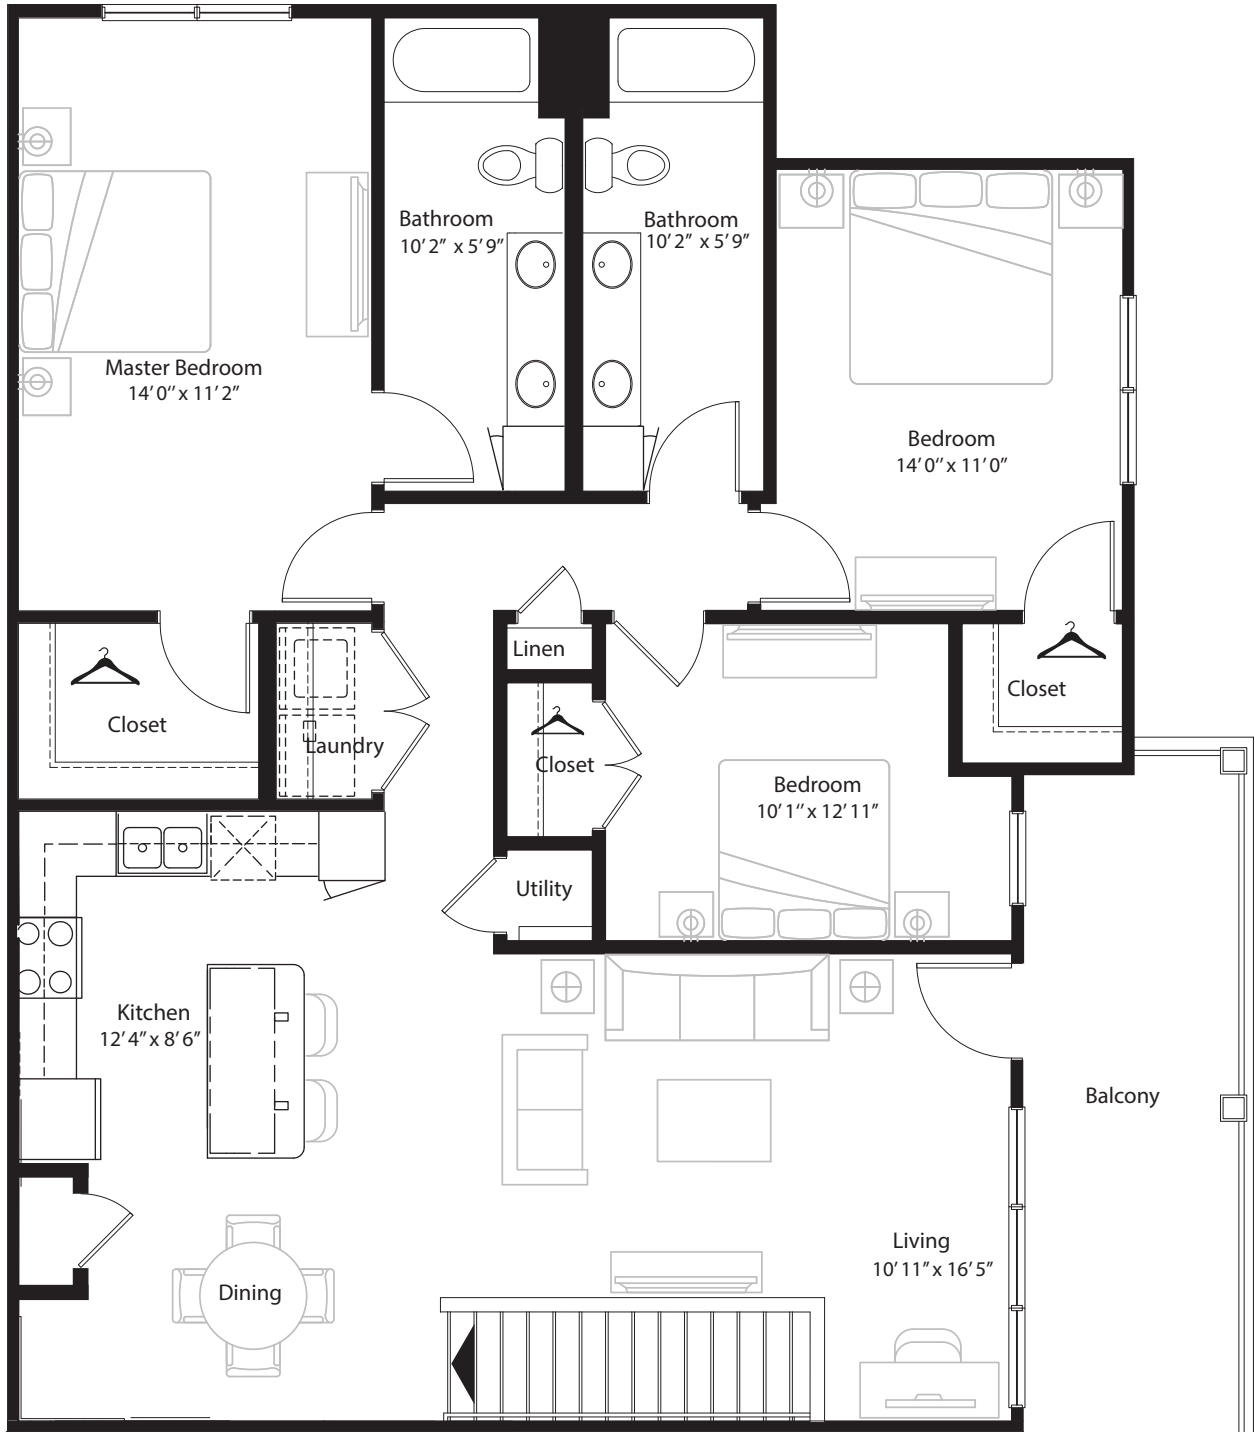 Bathroom
10'2" x 5'9"
Bathroom
10'2" x 5'9"
Master Bedroom
14'0" x 11'2"
Bedroom
14'0" x 11'0"
Linen
Closet
Closet
Laundry
Closet
Bedroom
10'1" x 12'11"
Utility
Kitchen
12'4" x 8'6"
Balcony
Living
10'11" x 16'5"
Dining